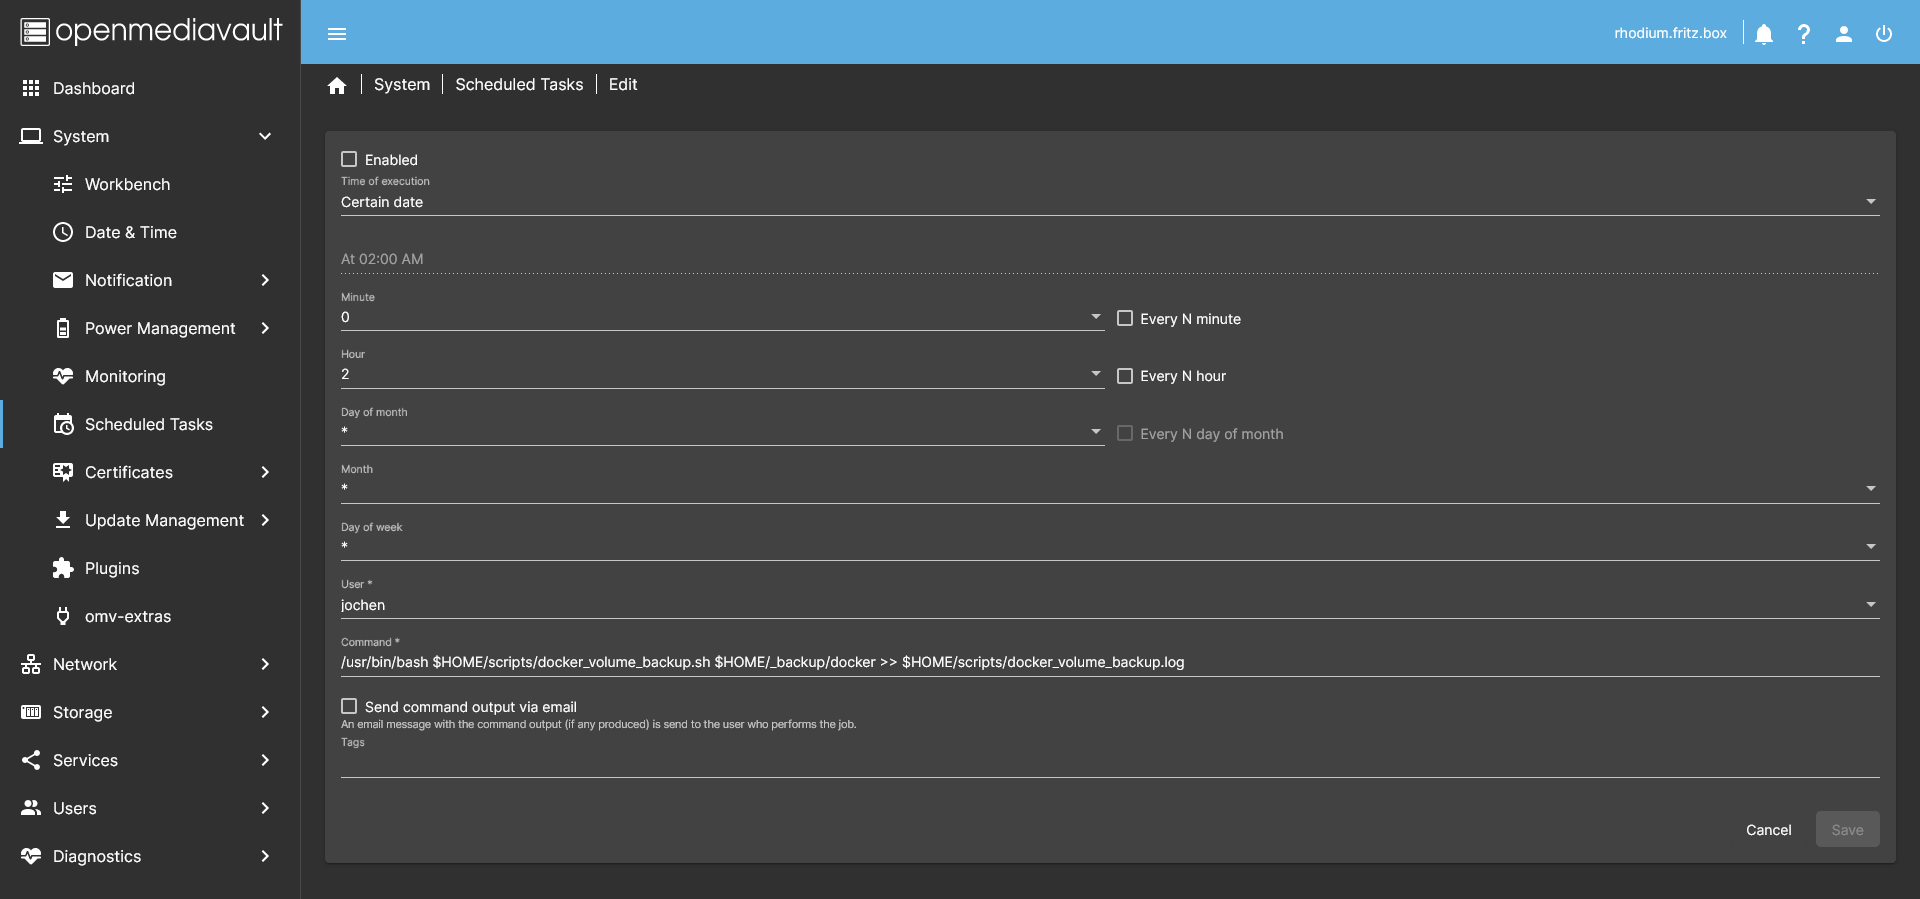 openmediavault
rhodium.fritz.box
Dashboard
System
Workbench
Date & Time
Notification
Power Management
Monitoring
Scheduled Tasks
Certificates
Update Management
Plugins
omv-extras
Network
Storage
Services
Users
Diagnostics
System | Scheduled Tasks | Edit
Enabled
Time of execution
Certain date
At 02:00 AM
Minute
0
Every N minute
Hour
2
Every N hour
Day of month
*
Every N day of month
Month
*
Day of week
*
User *
jochen
Command *
/usr/bin/bash $HOME/scripts/docker_volume_backup.sh $HOME/_backup/docker >> $HOME/scripts/docker_volume_backup.log
Send command output via email
An email message with the command output (if any produced) is send to the user who performs the job.
Tags
Cancel
Save